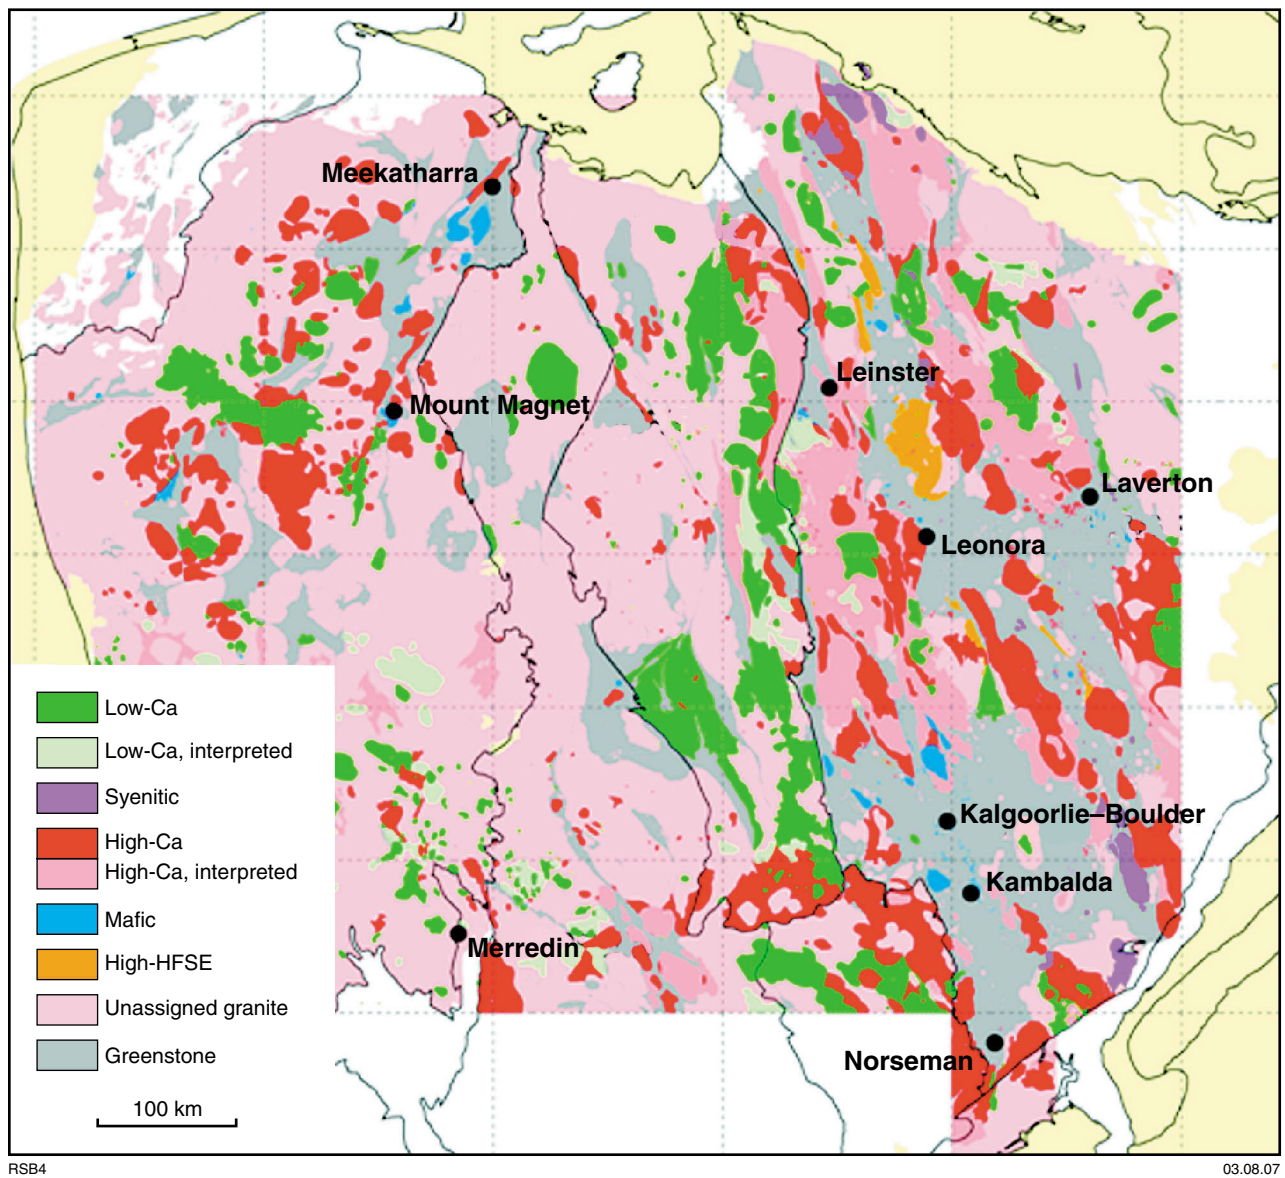 Meekatharra
Leinster
Mount Magnet
Laverton
Leonora
Low-Ca
Low-Ca, interpreted
Syenitic
High-Ca
High-Ca, interpreted
Mafic
High-HFSE
Unassigned granite
Greenstone
100 km
Kalgoorlie–Boulder
Kambalda
Merredin
Norseman
RSB4
03.08.07